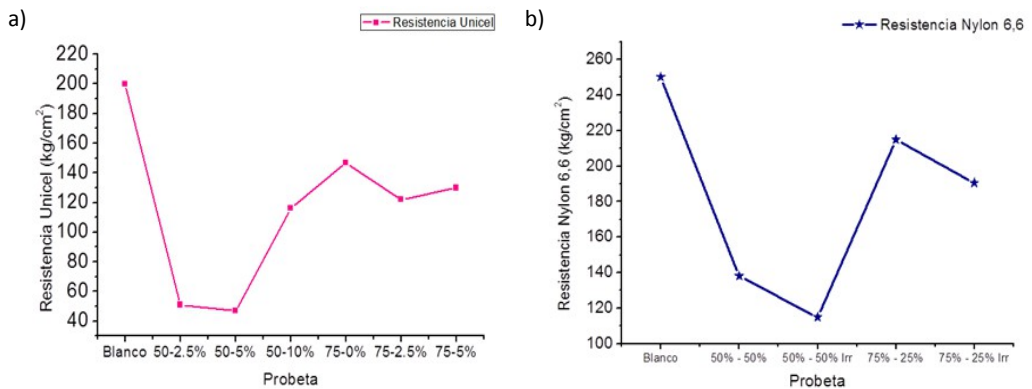 a)
Resistencia Unicel
220
200
180
160
140
120
100
80
60
40
Resistencia Unicel (kg/cm²)
Blanco 50-2.5% 50-5% 50-10% 75-0% 75-2.5% 75-5%
Probeta
b)
Resistencia Nylon 6,6
260
240
220
200
180
160
140
120
100
Resistencia Nylon 6,6 (kg/cm²)
Blanco 50% - 50% 50% - 50% Irr 75% - 25% 75% - 25% Irr
Probeta